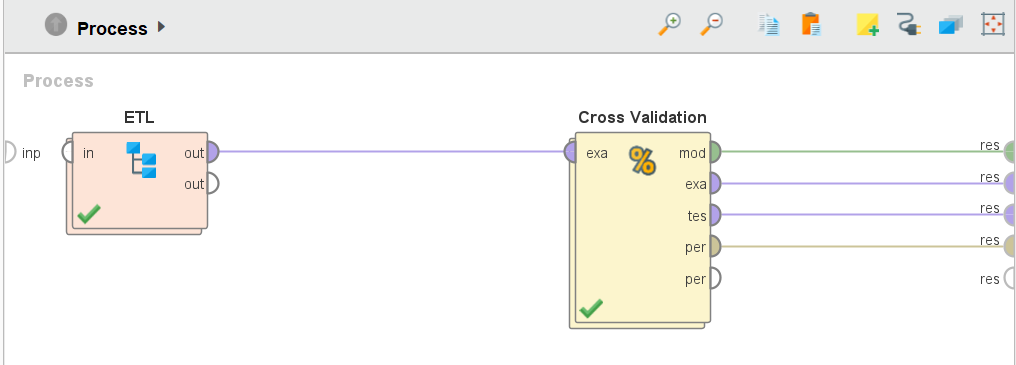 Process
Process
ETL
Cross Validation
inp
in
out
out
exa
mod
exa
tes
per
per
res
res
res
res
res